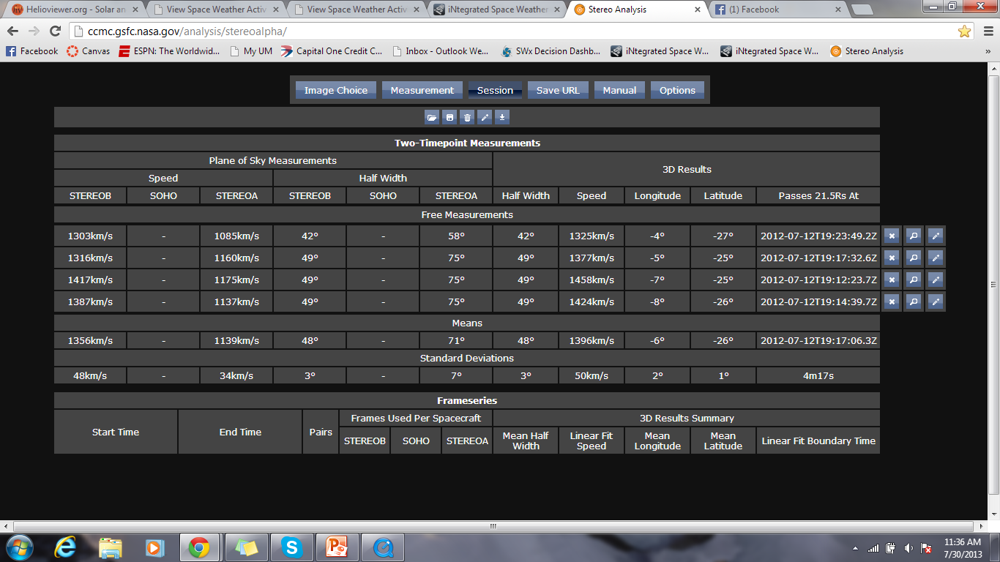 Helioviewer.org - Solar an
View Space Weather Activ
View Space Weather Activ
iNtegrated Space Weather
Stereo Analysis
(1) Facebook
ccmc.gsfc.nasa.gov/analysis/stereoalpha/
Facebook Canvas ESPN: The Worldwid... My UM Capital One Credit C... Inbox - Outlook We... SWx Decision Dashb... iNtegrated Space W... iNtegrated Space W... Stereo Analysis »
Image Choice Measurement Session Save URL Manual Options
Two-Timepoint Measurements
Plane of Sky Measurements 3D Results
Speed Half Width
STEREOB SOHO STEREOA STEREOB SOHO STEREOA Half Width Speed Longitude Latitude Passes 21.5Rs At
Free Measurements
1303km/s - 1085km/s 42° - 58° 42° 1325km/s -4° -27° 2012-07-12T19:23:49.2Z
1316km/s - 1160km/s 49° - 75° 49° 1377km/s -5° -25° 2012-07-12T19:17:32.6Z
1417km/s - 1175km/s 49° - 75° 49° 1458km/s -7° -25° 2012-07-12T19:12:23.7Z
1387km/s - 1137km/s 49° - 75° 49° 1424km/s -8° -26° 2012-07-12T19:14:39.7Z
Means
1356km/s - 1139km/s 48° - 71° 48° 1396km/s -6° -26° 2012-07-12T19:17:06.3Z
Standard Deviations
48km/s - 34km/s 3° - 7° 3° 50km/s 2° 1° 4m17s
Frameseries
Start Time End Time Pairs Frames Used Per Spacecraft 3D Results Summary
STEREOB SOHO STEREOA Mean Half Width Linear Fit Speed Mean Longitude Mean Latitude Linear Fit Boundary Time
11:36 AM
7/30/2013